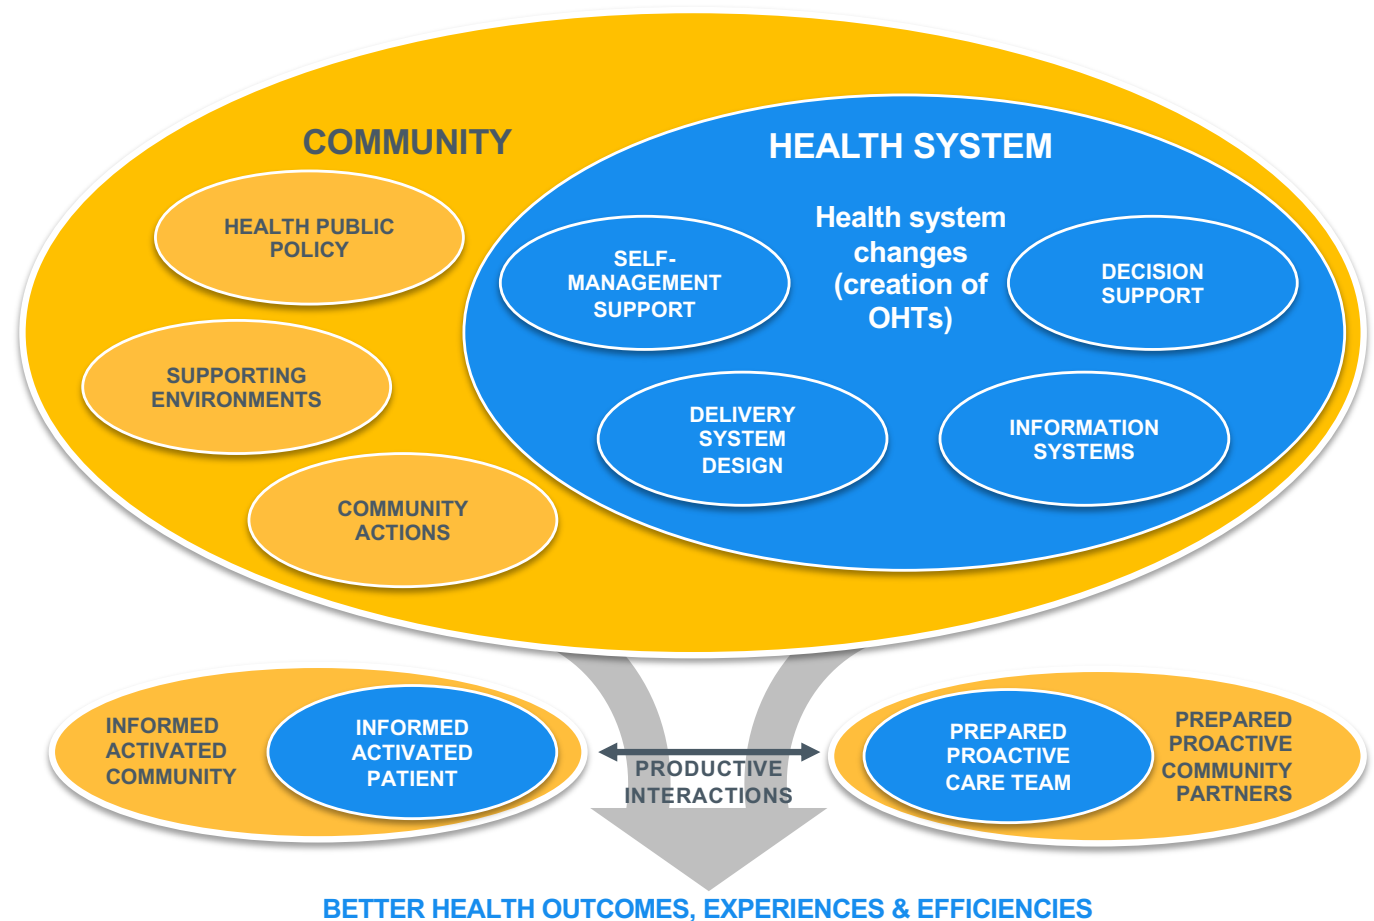 COMMUNITY
HEALTH SYSTEM
HEALTH PUBLIC
POLICY
SUPPORTING
ENVIRONMENTS
COMMUNITY
ACTIONS
Health system
changes
(creation of
OHTs)
SELF-
MANAGEMENT
SUPPORT
DECISION
SUPPORT
DELIVERY
SYSTEM
DESIGN
INFORMATION
SYSTEMS
INFORMED
ACTIVATED
COMMUNITY
INFORMED
ACTIVATED
PATIENT
PRODUCTIVE
INTERACTIONS
PREPARED
PROACTIVE
CARE TEAM
PREPARED
PROACTIVE
COMMUNITY
PARTNERS
BETTER HEALTH OUTCOMES, EXPERIENCES & EFFICIENCIES